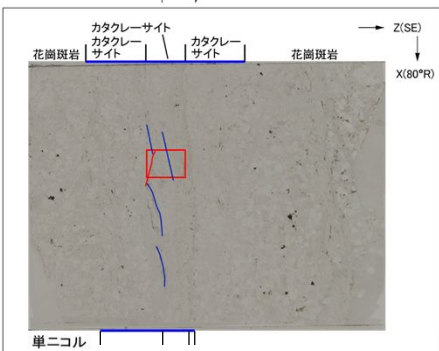 カタクレーサイト
花崗斑岩
カタクレー
サイト
カタクレー
サイト
花崗斑岩
Z(SE)
X(80°R)
単ニコル